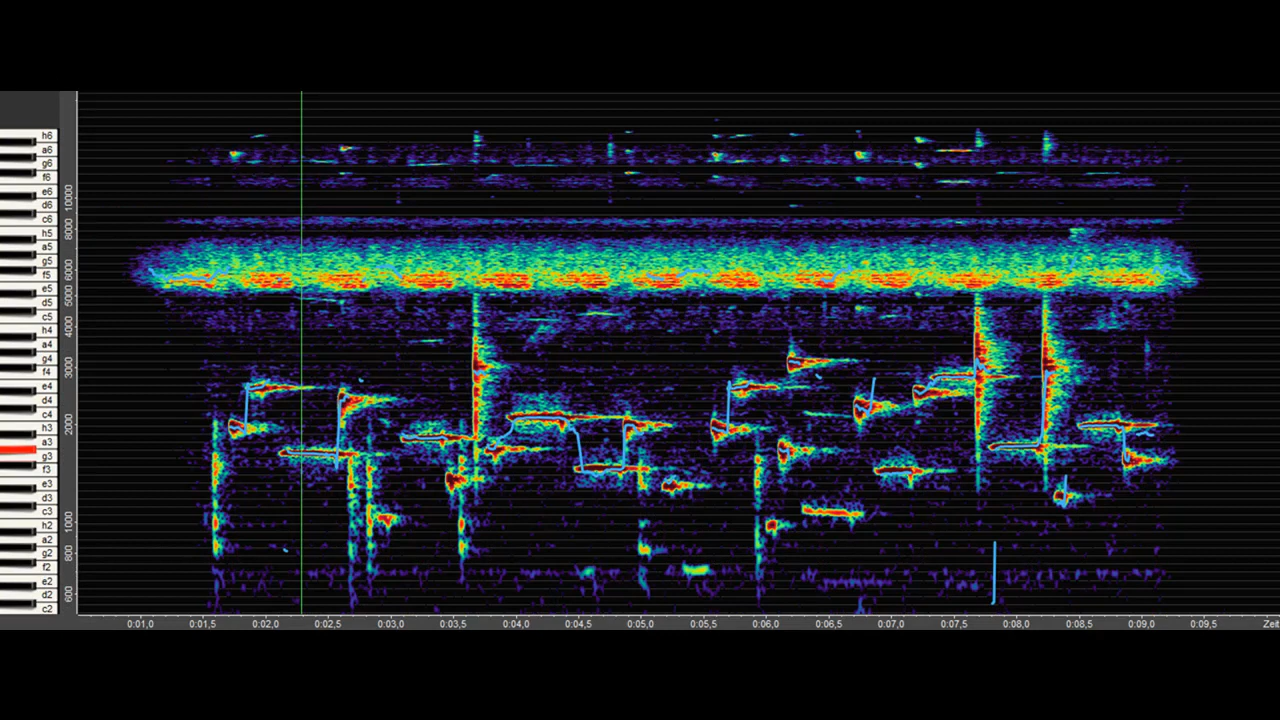 h6
a6
g6
f6
e6
d6
c6
h5
a5
g5
f5
e5
d5
c5
h4
a4
g4
f4
e4
d4
c4
h3
a3
g3
f3
e3
d3
c3
h2
a2
g2
f2
e2
d2
c2
10000
8000
6000
5000
4000
3000
2000
1000
800
600
0:01,0 0:01,5 0:02,0 0:02,5 0:03,0 0:03,5 0:04,0 0:04,5 0:05,0 0:05,5 0:06,0 0:06,5 0:07,0 0:07,5 0:08,0 0:08,5 0:09,0 0:09,5 Zeit